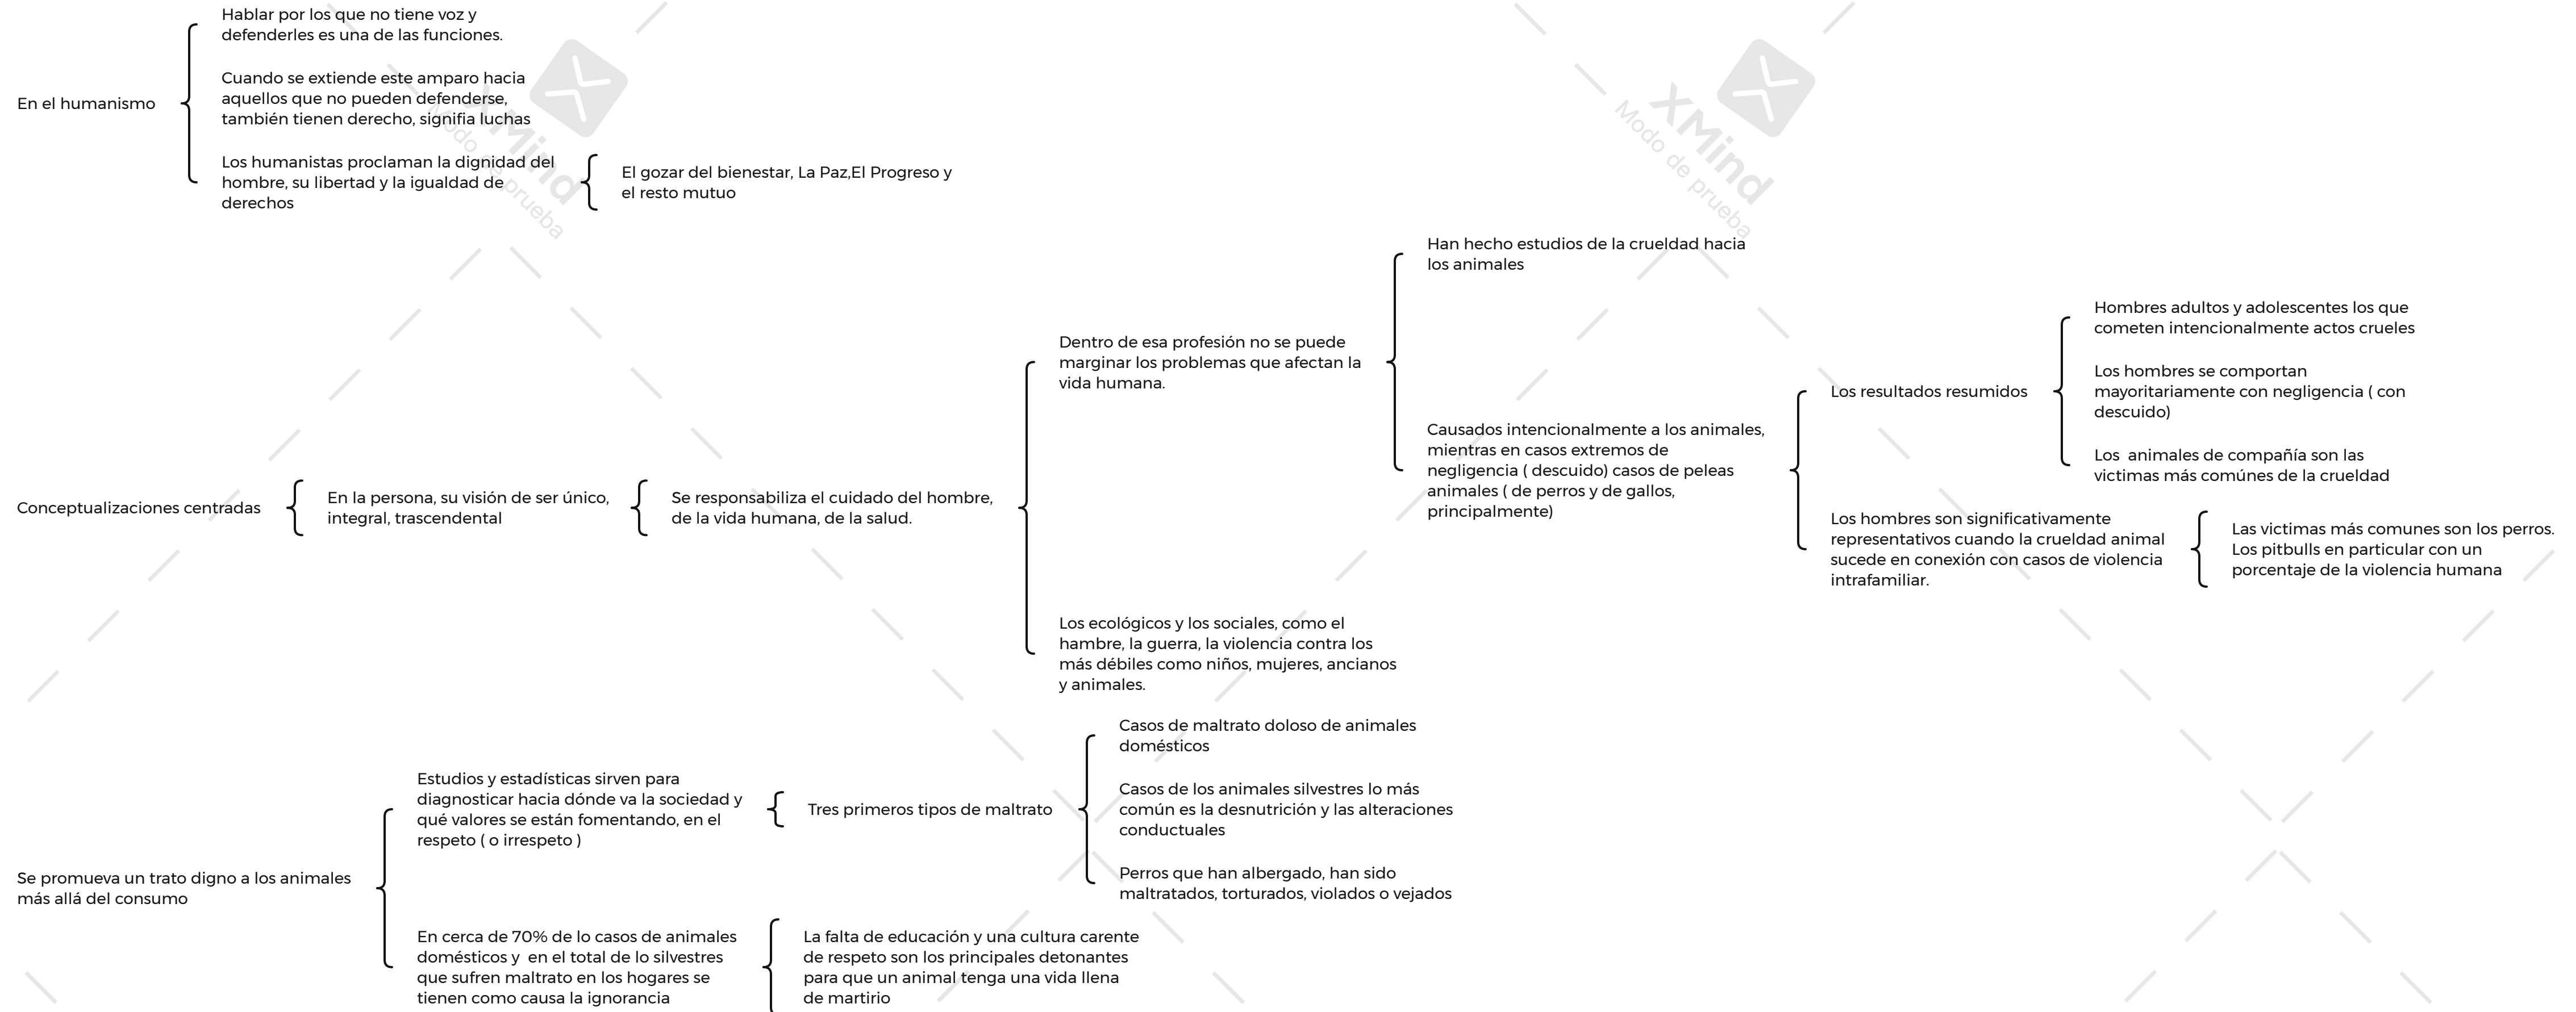 Hablar por los que no tiene voz y
defenderles es una de las funciones.
En el humanismo
Cuando se extiende este amparo hacia
aquellos que no pueden defenderse,
también tienen derecho, signifia luchas
Los humanistas proclaman la dignidad del
hombre, su libertad y la igualdad de
derechos
El gozar del bienestar, La Paz,El Progreso y
el resto mutuo
XMind
Modo de prueba
XMind
Modo de prueba
Conceptualizaciones centradas
En la persona, su visión de ser único,
integral, trascendental
Se responsabiliza el cuidado del hombre,
de la vida humana, de la salud.
Dentro de esa profesión no se puede
marginar los problemas que afectan la
vida humana.
Han hecho estudios de la crueldad hacia
los animales
Causados intencionalmente a los animales,
mientras en casos extremos de
negligencia ( descuido) casos de peleas
animales ( de perros y de gallos,
principalmente)
Los resultados resumidos
Hombres adultos y adolescentes los que
cometen intencionalmente actos crueles
Los hombres se comportan
mayoritariamente con negligencia ( con
descuido)
Los  animales de compañía son las
victimas más comúnes de la crueldad
Los hombres son significativamente
representativos cuando la crueldad animal
sucede en conexión con casos de violencia
intrafamiliar.
Las victimas más comunes son los perros.
Los pitbulls en particular con un
porcentaje de la violencia humana
Los ecológicos y los sociales, como el
hambre, la guerra, la violencia contra los
más débiles como niños, mujeres, ancianos
y animales.
Se promueva un trato digno a los animales
más allá del consumo
Estudios y estadísticas sirven para
diagnosticar hacia dónde va la sociedad y
qué valores se están fomentando, en el
respeto ( o irrespeto )
Tres primeros tipos de maltrato
Casos de maltrato doloso de animales
domésticos
Casos de los animales silvestres lo más
común es la desnutrición y las alteraciones
conductuales
Perros que han albergado, han sido
maltratados, torturados, violados o vejados
En cerca de 70% de lo casos de animales
domésticos y  en el total de lo silvestres
que sufren maltrato en los hogares se
tienen como causa la ignorancia
La falta de educación y una cultura carente
de respeto son los principales detonantes
para que un animal tenga una vida llena
de martirio